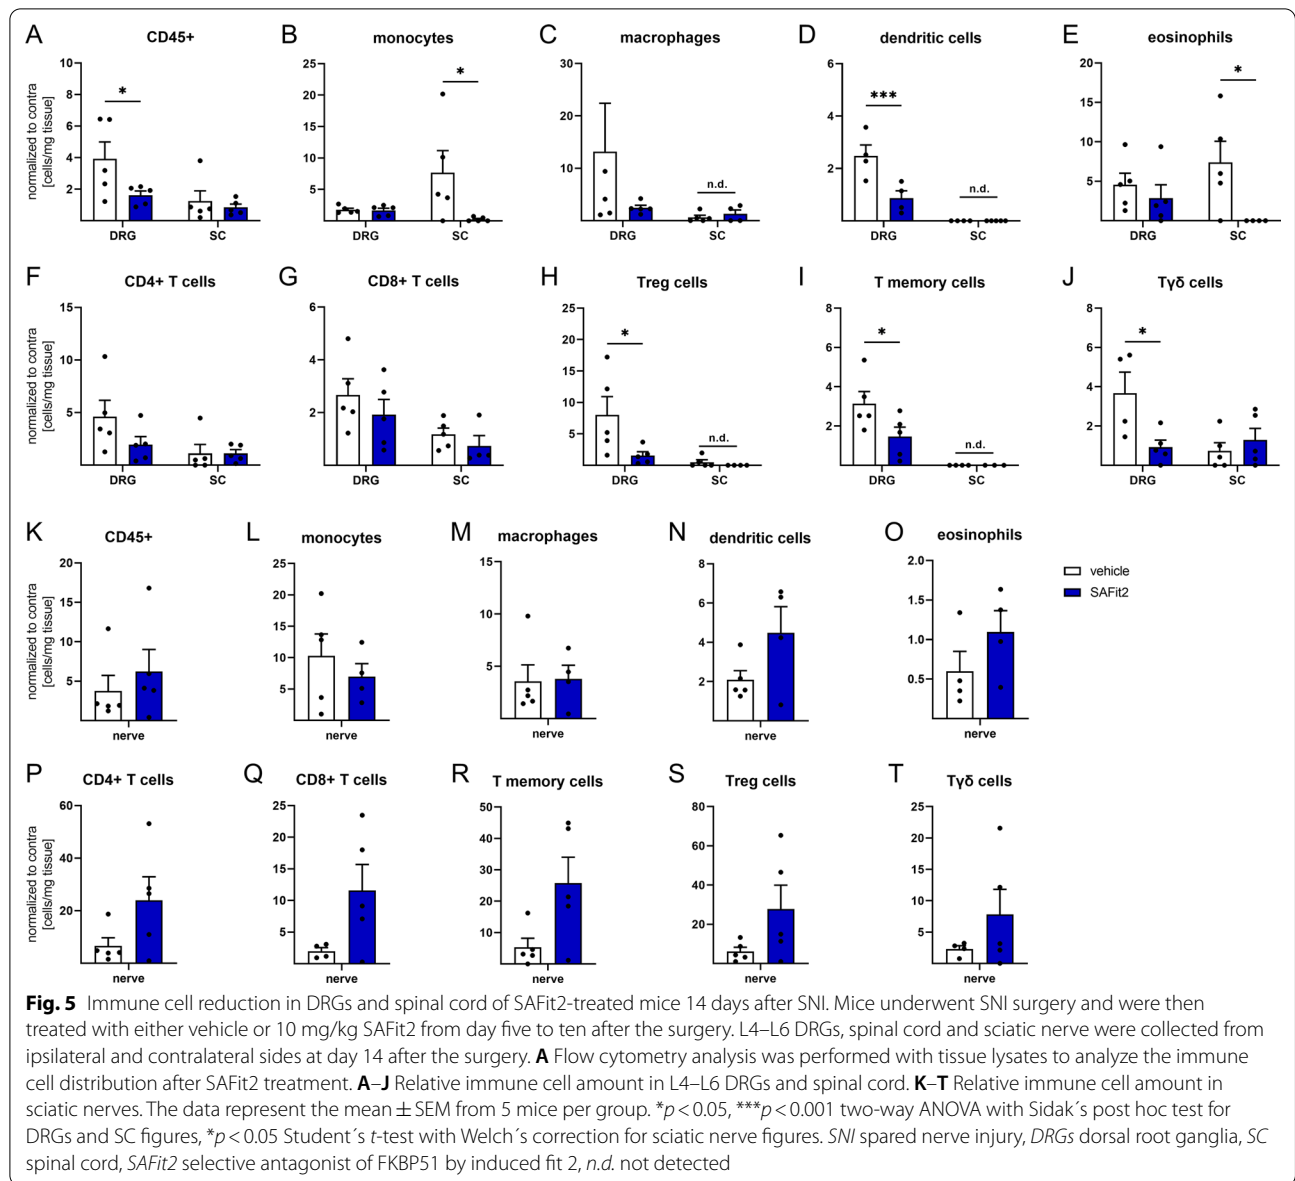 A CD45+
B monocytes
C macrophages
D dendritic cells
E eosinophils
normalized to contra
[cells/mg tissue]
10
8
6
4
2
*
DRG SC
25
20
15
10
5
0
*
DRG SC
30
20
10
n.d.
DRG SC
6
4
2
0
***
n.d.
DRG SC
20
15
10
5
0
*
DRG SC
F CD4+ T cells
G CD8+ T cells
H Treg cells
I T memory cells
J Tγδ cells
normalized to contra
[cells/mg tissue]
15
10
5
DRG SC
6
4
2
DRG SC
25
20
15
10
5
*
n.d.
DRG SC
8
6
4
2
0
*
n.d.
DRG SC
8
6
4
2
*
DRG SC
K CD45+
L monocytes
M macrophages
N dendritic cells
O eosinophils
normalized to contra
[cells/mg tissue]
20
15
10
5
nerve
25
20
15
10
5
nerve
15
10
5
nerve
8
6
4
2
nerve
2.0
1.5
1.0
0.5
nerve
vehicle
SAFit2
P CD4+ T cells
Q CD8+ T cells
R T memory cells
S Treg cells
T Tγδ cells
normalized to contra
[cells/mg tissue]
60
40
20
nerve
25
20
15
10
5
nerve
50
40
30
20
10
nerve
80
60
40
20
nerve
25
20
15
10
5
nerve
Fig. 5 Immune cell reduction in DRGs and spinal cord of SAFit2-treated mice 14 days after SNI. Mice underwent SNI surgery and were then
treated with either vehicle or 10 mg/kg SAFit2 from day five to ten after the surgery. L4–L6 DRGs, spinal cord and sciatic nerve were collected from
ipsilateral and contralateral sides at day 14 after the surgery. A Flow cytometry analysis was performed with tissue lysates to analyze the immune
cell distribution after SAFit2 treatment. A–J Relative immune cell amount in L4–L6 DRGs and spinal cord. K–T Relative immune cell amount in
sciatic nerves. The data represent the mean ± SEM from 5 mice per group. *p < 0.05, ***p < 0.001 two-way ANOVA with Sidak´s post hoc test for
DRGs and SC figures, *p < 0.05 Student´s t-test with Welch´s correction for sciatic nerve figures. SNI spared nerve injury, DRGs dorsal root ganglia, SC
spinal cord, SAFit2 selective antagonist of FKBP51 by induced fit 2, n.d. not detected